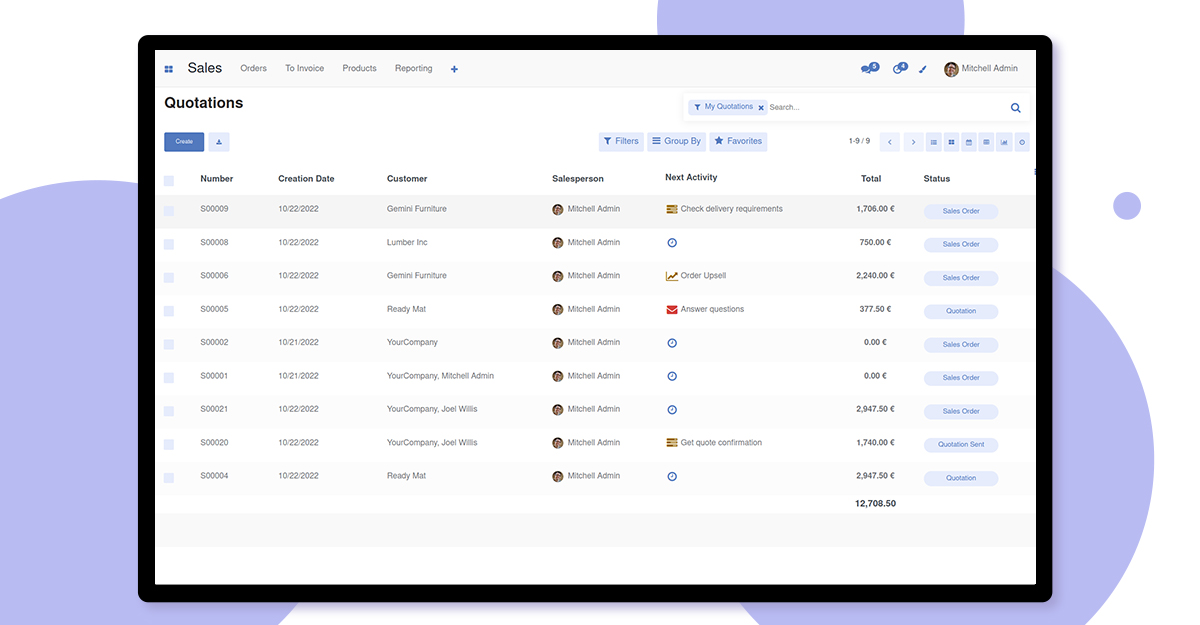 Sales Orders To Invoice Products Reporting + 5 4 Mitchell Admin
Quotations
My Quotations x Search...
Create Filters Group By Favorites 1-9 / 9
Number Creation Date Customer Salesperson Next Activity Total Status
S00009 10/22/2022 Gemini Furniture Mitchell Admin Check delivery requirements 1,706.00 € Sales Order
S00008 10/22/2022 Lumber Inc Mitchell Admin 750.00 € Sales Order
S00006 10/22/2022 Gemini Furniture Mitchell Admin Order Upsell 2,240.00 € Sales Order
S00005 10/22/2022 Ready Mat Mitchell Admin Answer questions 377.50 € Quotation
S00002 10/21/2022 YourCompany Mitchell Admin 0.00 € Sales Order
S00001 10/21/2022 YourCompany, Mitchell Admin Mitchell Admin 0.00 € Sales Order
S00021 10/22/2022 YourCompany, Joel Willis Mitchell Admin 2,947.50 € Sales Order
S00020 10/22/2022 YourCompany, Joel Willis Mitchell Admin Get quote confirmation 1,740.00 € Quotation Sent
S00004 10/22/2022 Ready Mat Mitchell Admin 2,947.50 € Quotation
12,708.50